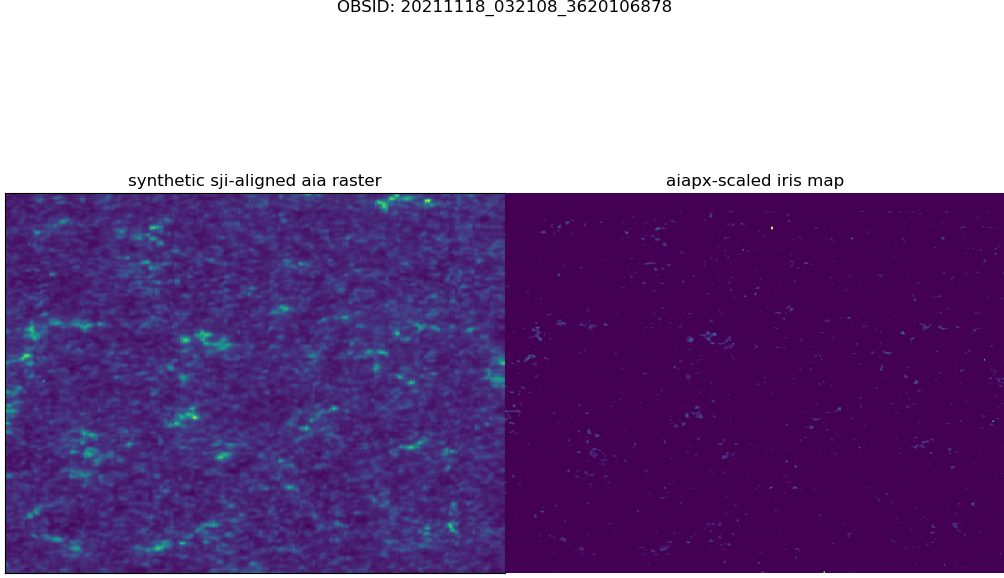 OBSID: 20211118_032108_3620106878
synthetic sji-aligned aia raster
aiapx-scaled iris map